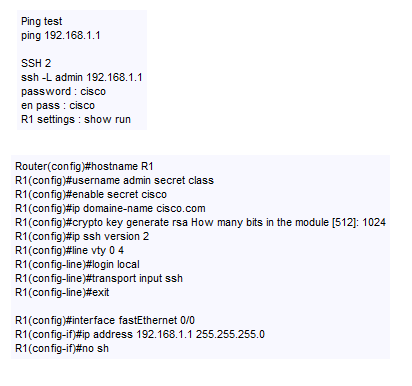 Ping test
ping 192.168.1.1

SSH 2
ssh -L admin 192.168.1.1
password : cisco
en pass : cisco
R1 settings : show run

Router(config)#hostname R1
R1(config)#username admin secret class
R1(config)#enable secret cisco
R1(config)#ip domaine-name cisco.com
R1(config)#crypto key generate rsa How many bits in the module [512]: 1024
R1(config)#ip ssh version 2
R1(config)#line vty 0 4
R1(config-line)#login local
R1(config-line)#transport input ssh
R1(config-line)#exit

R1(config)#interface fastEthernet 0/0
R1(config-if)#ip address 192.168.1.1 255.255.255.0
R1(config-if)#no sh